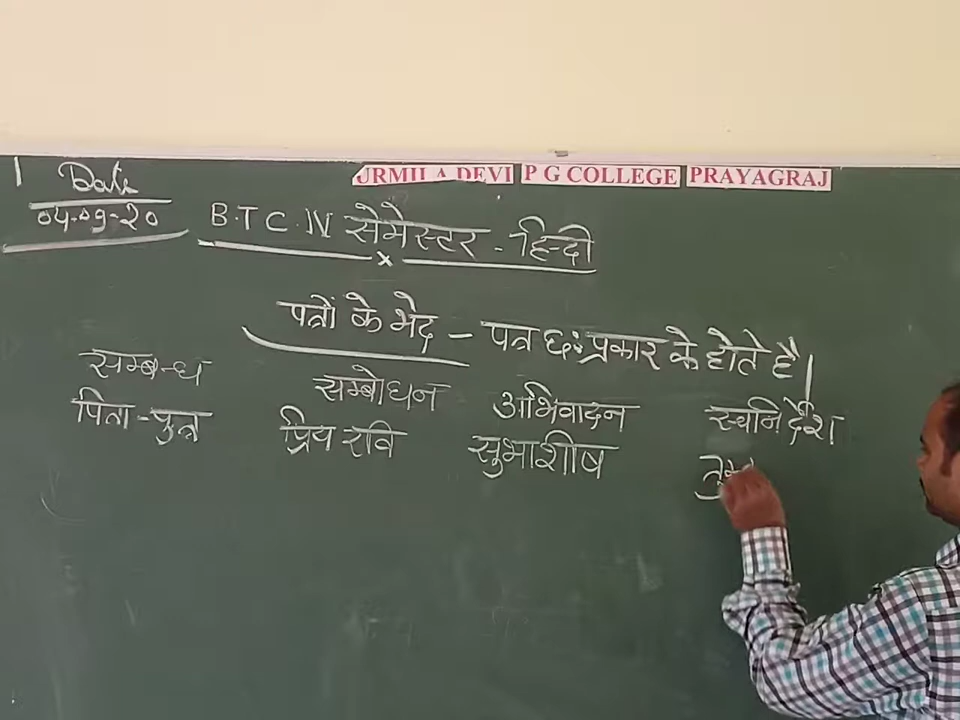 URMILA DEVI P G COLLEGE PRAYAGRAJ
Date
04-09-20
B.T.C. IV सेमेस्टर - हिन्दी
x
पत्रों के भेद - पत्र छः प्रकार के होते है।
सम्बन्ध सम्बोधन अभिवादन स्वनिर्देश
पिता-पुत्र प्रिय रवि सुभाशीष